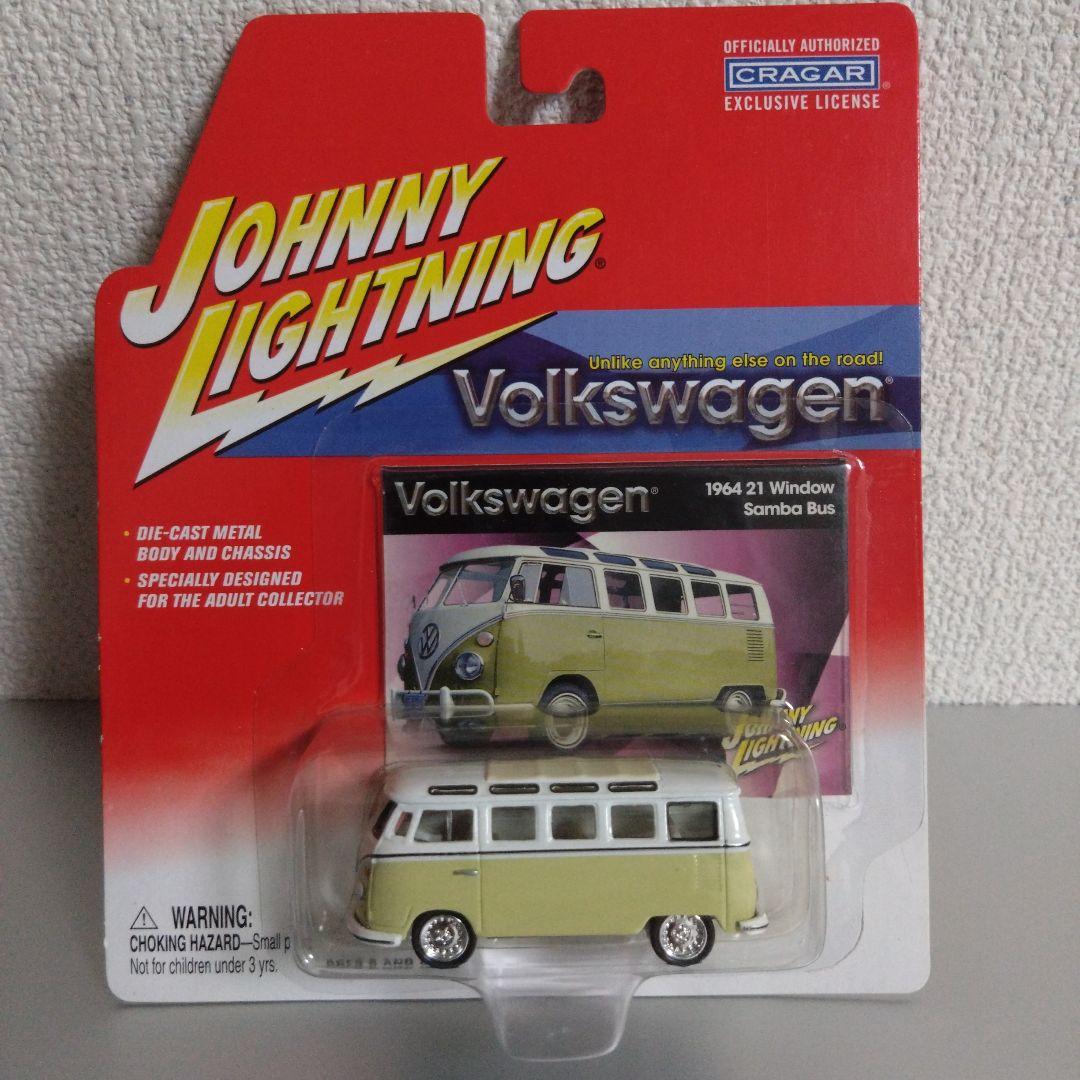 OFFICIALLY AUTHORIZED
CRAGAR®
EXCLUSIVE LICENSE
JOHNNY
LIGHTNING®
Unlike anything else on the road!
Volkswagen®
Volkswagen®
1964 21 Window
Samba Bus
• DIE-CAST METAL
BODY AND CHASSIS
• SPECIALLY DESIGNED
FOR THE ADULT COLLECTOR
VW
JOHNNY
LIGHTNING®
⚠ WARNING:
CHOKING HAZARD—Small p
Not for children under 3 yrs.